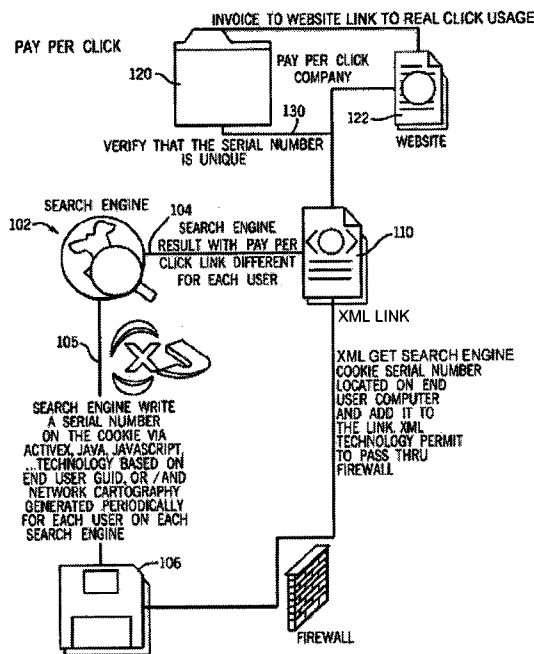 INVOICE TO WEBSITE LINK TO REAL CLICK USAGE
PAY PER CLICK
120
PAY PER CLICK
COMPANY
130
122
WEBSITE
VERIFY THAT THE SERIAL NUMBER
IS UNIQUE
SEARCH ENGINE
102
104
SEARCH ENGINE
RESULT WITH PAY PER
CLICK LINK DIFFERENT
FOR EACH USER
110
XML LINK
105
X
XML GET SEARCH ENGINE
COOKIE SERIAL NUMBER
LOCATED ON END
USER COMPUTER
AND ADD IT TO
THE LINK. XML
TECHNOLOGY PERMIT
TO PASS THRU
FIREWALL
SEARCH ENGINE WRITE
A SERIAL NUMBER
ON THE COOKIE VIA
ACTIVEX, JAVA, JAVASCRIPT,
...TECHNOLOGY BASED ON
END USER GUID, OR /AND
NETWORK CARTOGRAPHY
GENERATED PERIODICALLY
FOR EACH USER ON EACH
SEARCH ENGINE
106
FIREWALL